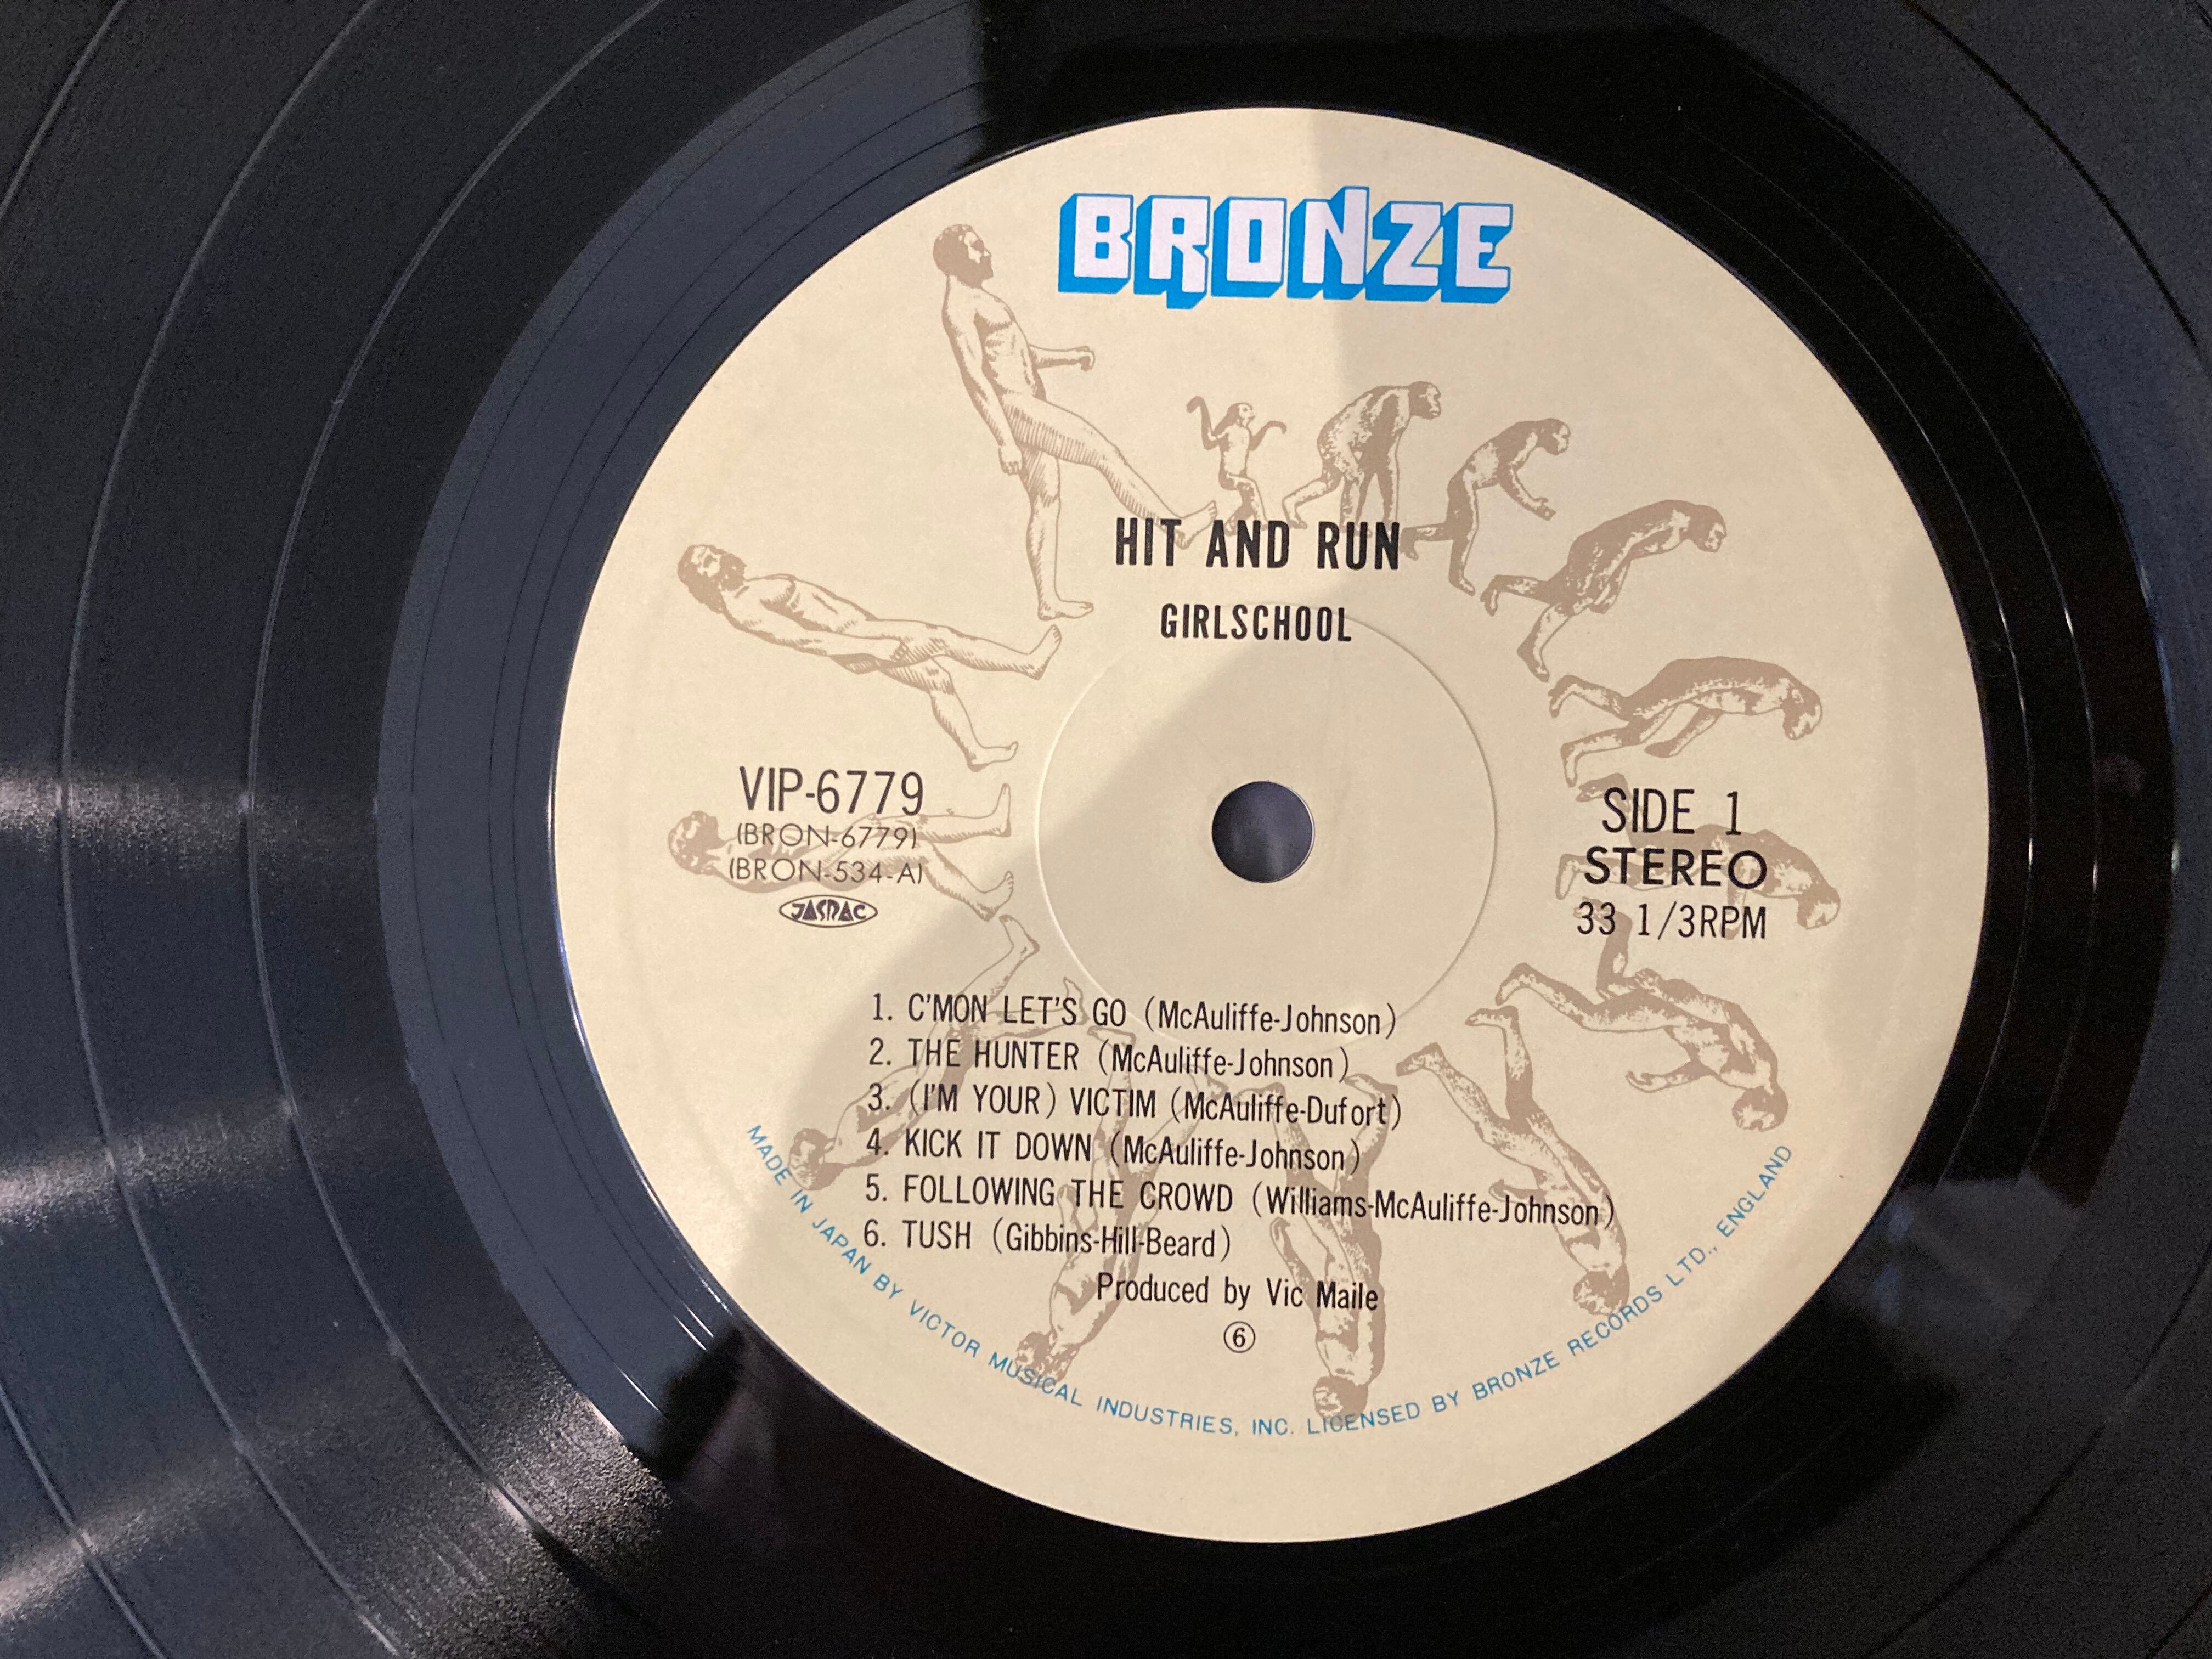 BRONZE
HIT AND RUN
GIRLSCHOOL
VIP-6779
(BRON-6779)
(BRON-534-A)
JASRAC
SIDE 1
STEREO
33 1/3RPM
1. C'MON LET'S GO (McAuliffe-Johnson)
2. THE HUNTER (McAuliffe-Johnson)
3. (I'M YOUR) VICTIM (McAuliffe-Dufort)
4. KICK IT DOWN (McAuliffe-Johnson)
5. FOLLOWING THE CROWD (Williams-McAuliffe-Johnson)
6. TUSH (Gibbins-Hill-Beard)
Produced by Vic Maile
⑥
MADE IN JAPAN BY VICTOR MUSICAL INDUSTRIES, INC. LICENSED BY BRONZE RECORDS LTD., ENGLAND